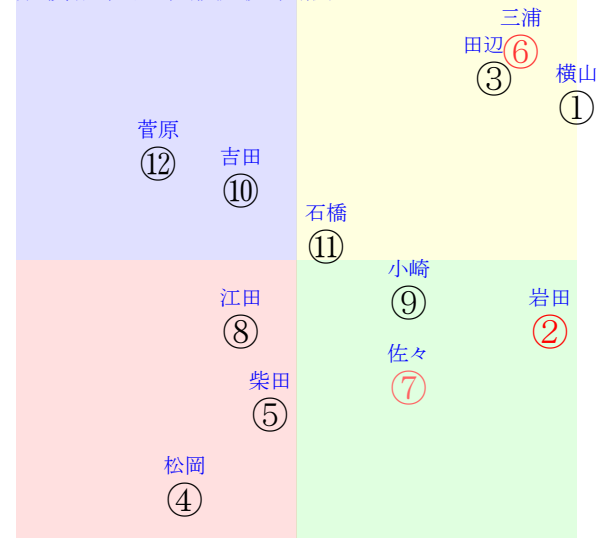 三浦
田辺⑥
③
横山
①
菅原
⑫
吉田
⑩
石橋
⑪
小崎
⑨
江田
⑧
岩田
②
佐々
⑦
柴田
⑤
松岡
④